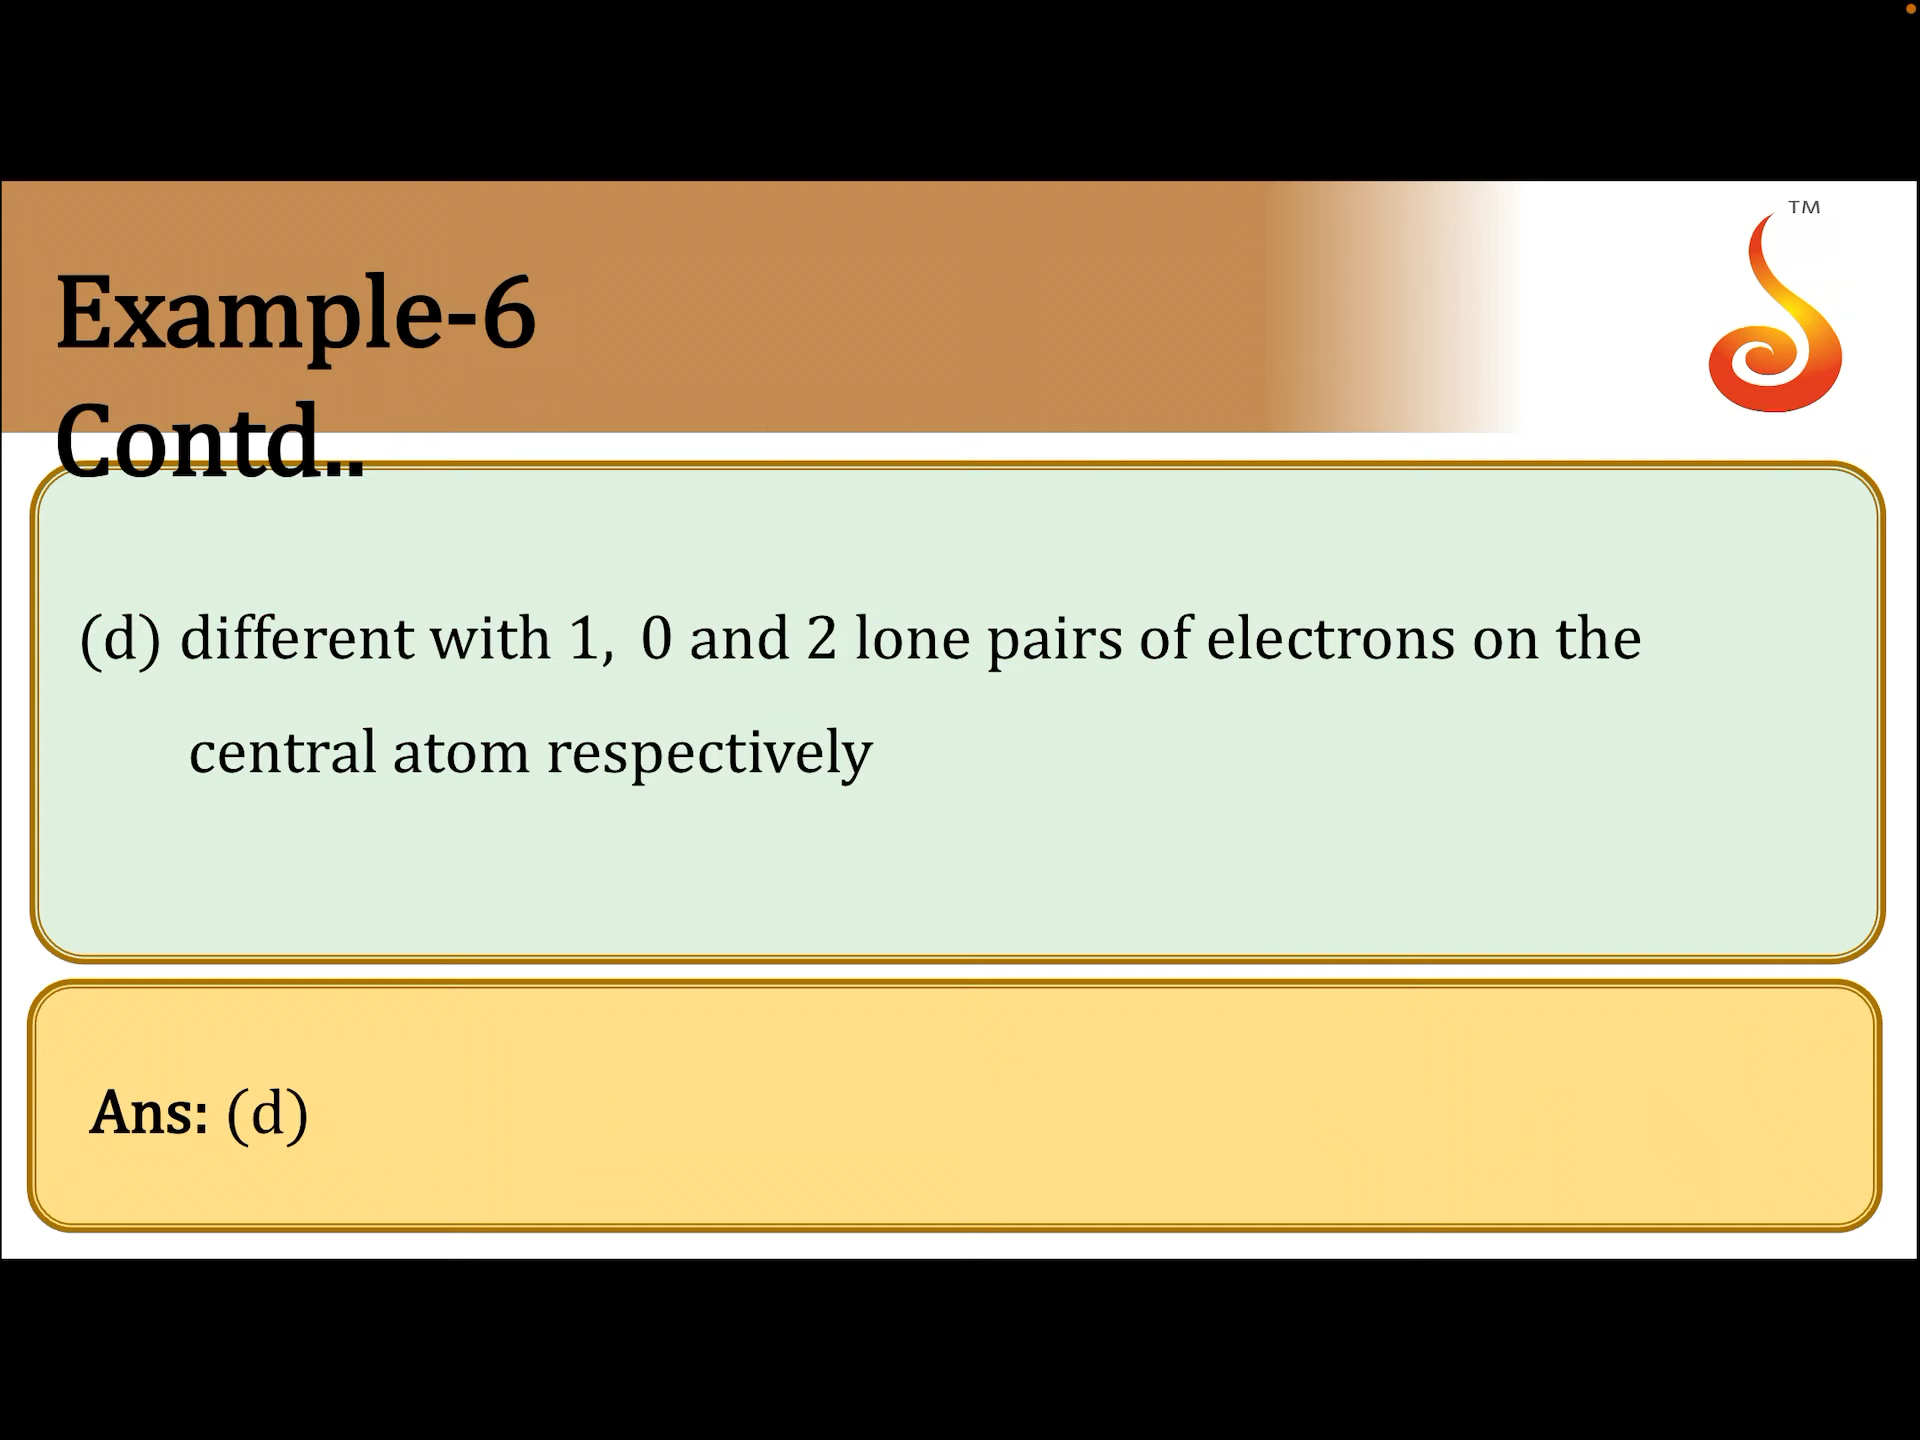 TM
Example-6
Contd..
(d) different with 1, 0 and 2 lone pairs of electrons on the
central atom respectively
Ans: (d)